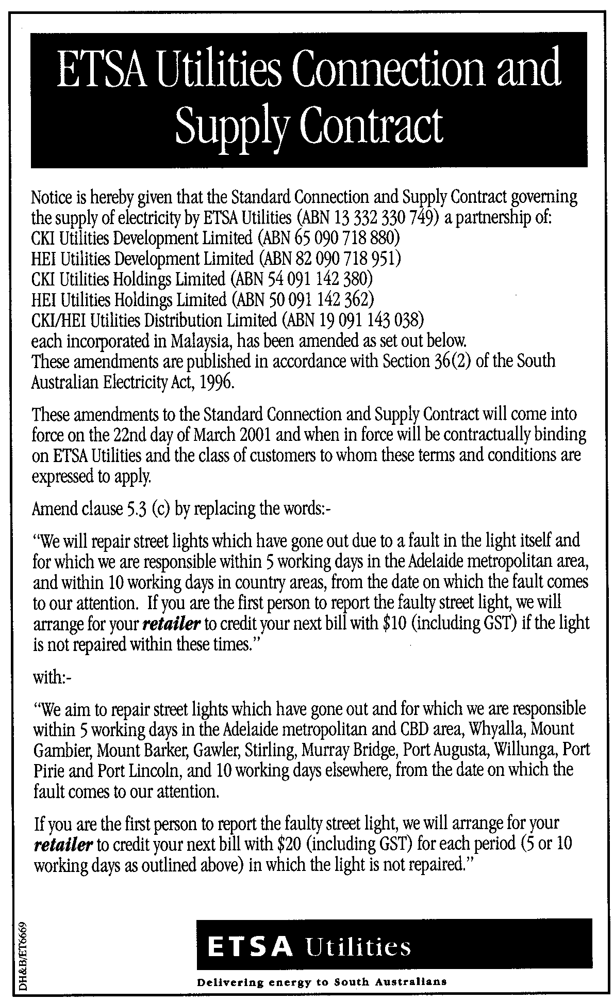 ETSA Utilities Connection and
Supply Contract
Notice is hereby given that the Standard Connection and Supply Contract governing
the supply of electricity by ETSA Utilities (ABN 13 332 330 749) a partnership of:
CKI Utilities Development Limited (ABN 65 090 718 880)
HEI Utilities Development Limited (ABN 82 090 718 951)
CKI Utilities Holdings Limited (ABN 54 091 142 380)
HEI Utilities Holdings Limited (ABN 50 091 142 362)
CKI/HEI Utilities Distribution Limited (ABN 19 091 143 038)
each incorporated in Malaysia, has been amended as set out below.
These amendments are published in accordance with Section 36(2) of the South
Australian Electricity Act, 1996.
These amendments to the Standard Connection and Supply Contract will come into
force on the 22nd day of March 2001 and when in force will be contractually binding
on ETSA Utilities and the class of customers to whom these terms and conditions are
expressed to apply.
Amend clause 5.3 (c) by replacing the words:-
“We will repair street lights which have gone out due to a fault in the light itself and
for which we are responsible within 5 working days in the Adelaide metropolitan area,
and within 10 working days in country areas, from the date on which the fault comes
to our attention. If you are the first person to report the faulty street light, we will
arrange for your retailer to credit your next bill with $10 (including GST) if the light
is not repaired within these times.”
with:-
“We aim to repair street lights which have gone out and for which we are responsible
within 5 working days in the Adelaide metropolitan and CBD area, Whyalla, Mount
Gambier, Mount Barker, Gawler, Stirling, Murray Bridge, Port Augusta, Willunga, Port
Pirie and Port Lincoln, and 10 working days elsewhere, from the date on which the
fault comes to our attention.
If you are the first person to report the faulty street light, we will arrange for your
retailer to credit your next bill with $20 (including GST) for each period (5 or 10
working days as outlined above) in which the light is not repaired.”
DH&B/ET6669
ETSA Utilities
Delivering energy to South Australians